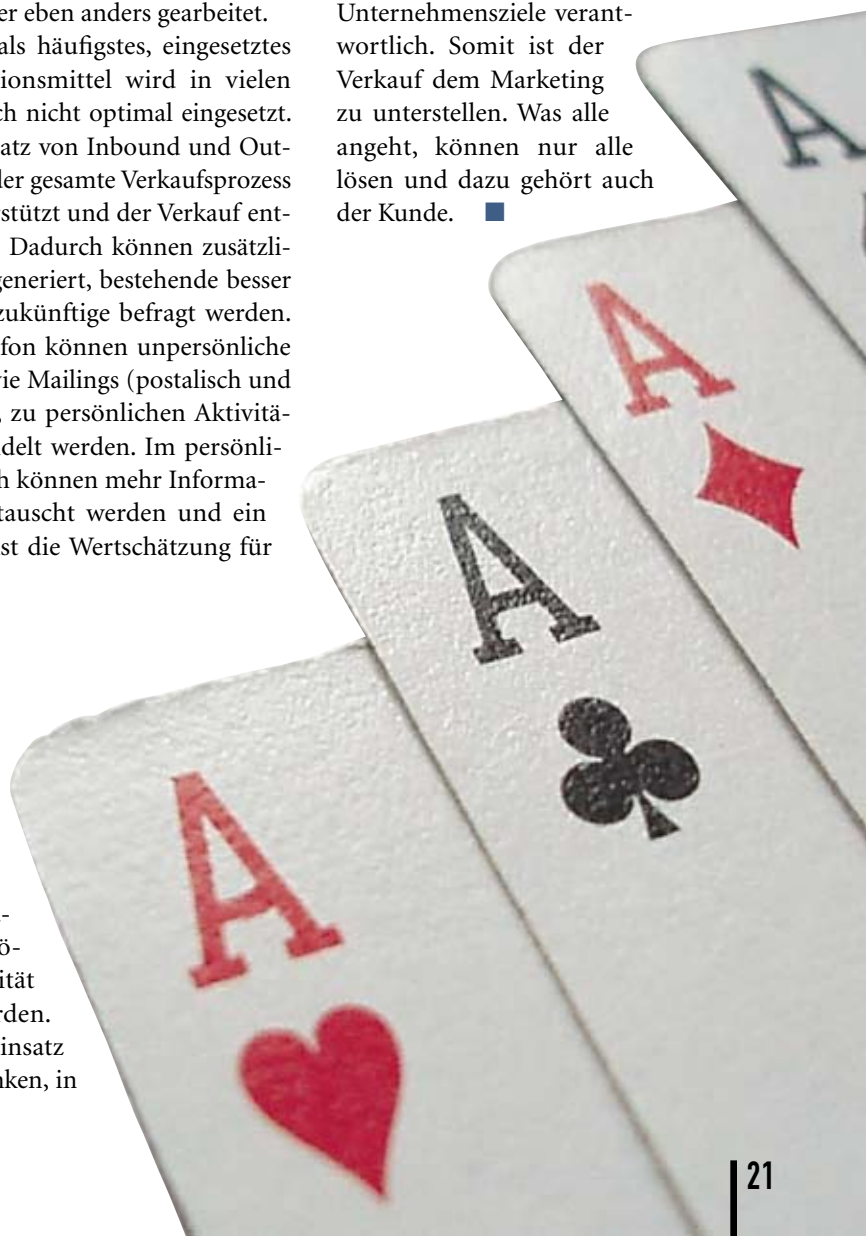 er eben anders gearbeitet.
als häufigstes, eingesetztes
ionsmittel wird in vielen
ch nicht optimal eingesetzt.
atz von Inbound und Out-
der gesamte Verkaufsprozess
stützt und der Verkauf ent-
Dadurch können zusätzli-
generiert, bestehende besser
zukünftige befragt werden.
fon können unpersönliche
vie Mailings (postalisch und
, zu persönlichen Aktivitä-
delt werden. Im persönli-
h können mehr Informa-
tauscht werden und ein
st die Wertschätzung für
ö-
ität
rden.
insatz
ken, in
Unternehmensziele verant-
wortlich. Somit ist der
Verkauf dem Marketing
zu unterstellen. Was alle
angeht, können nur alle
lösen und dazu gehört auch
der Kunde.
A
A
A
A
21